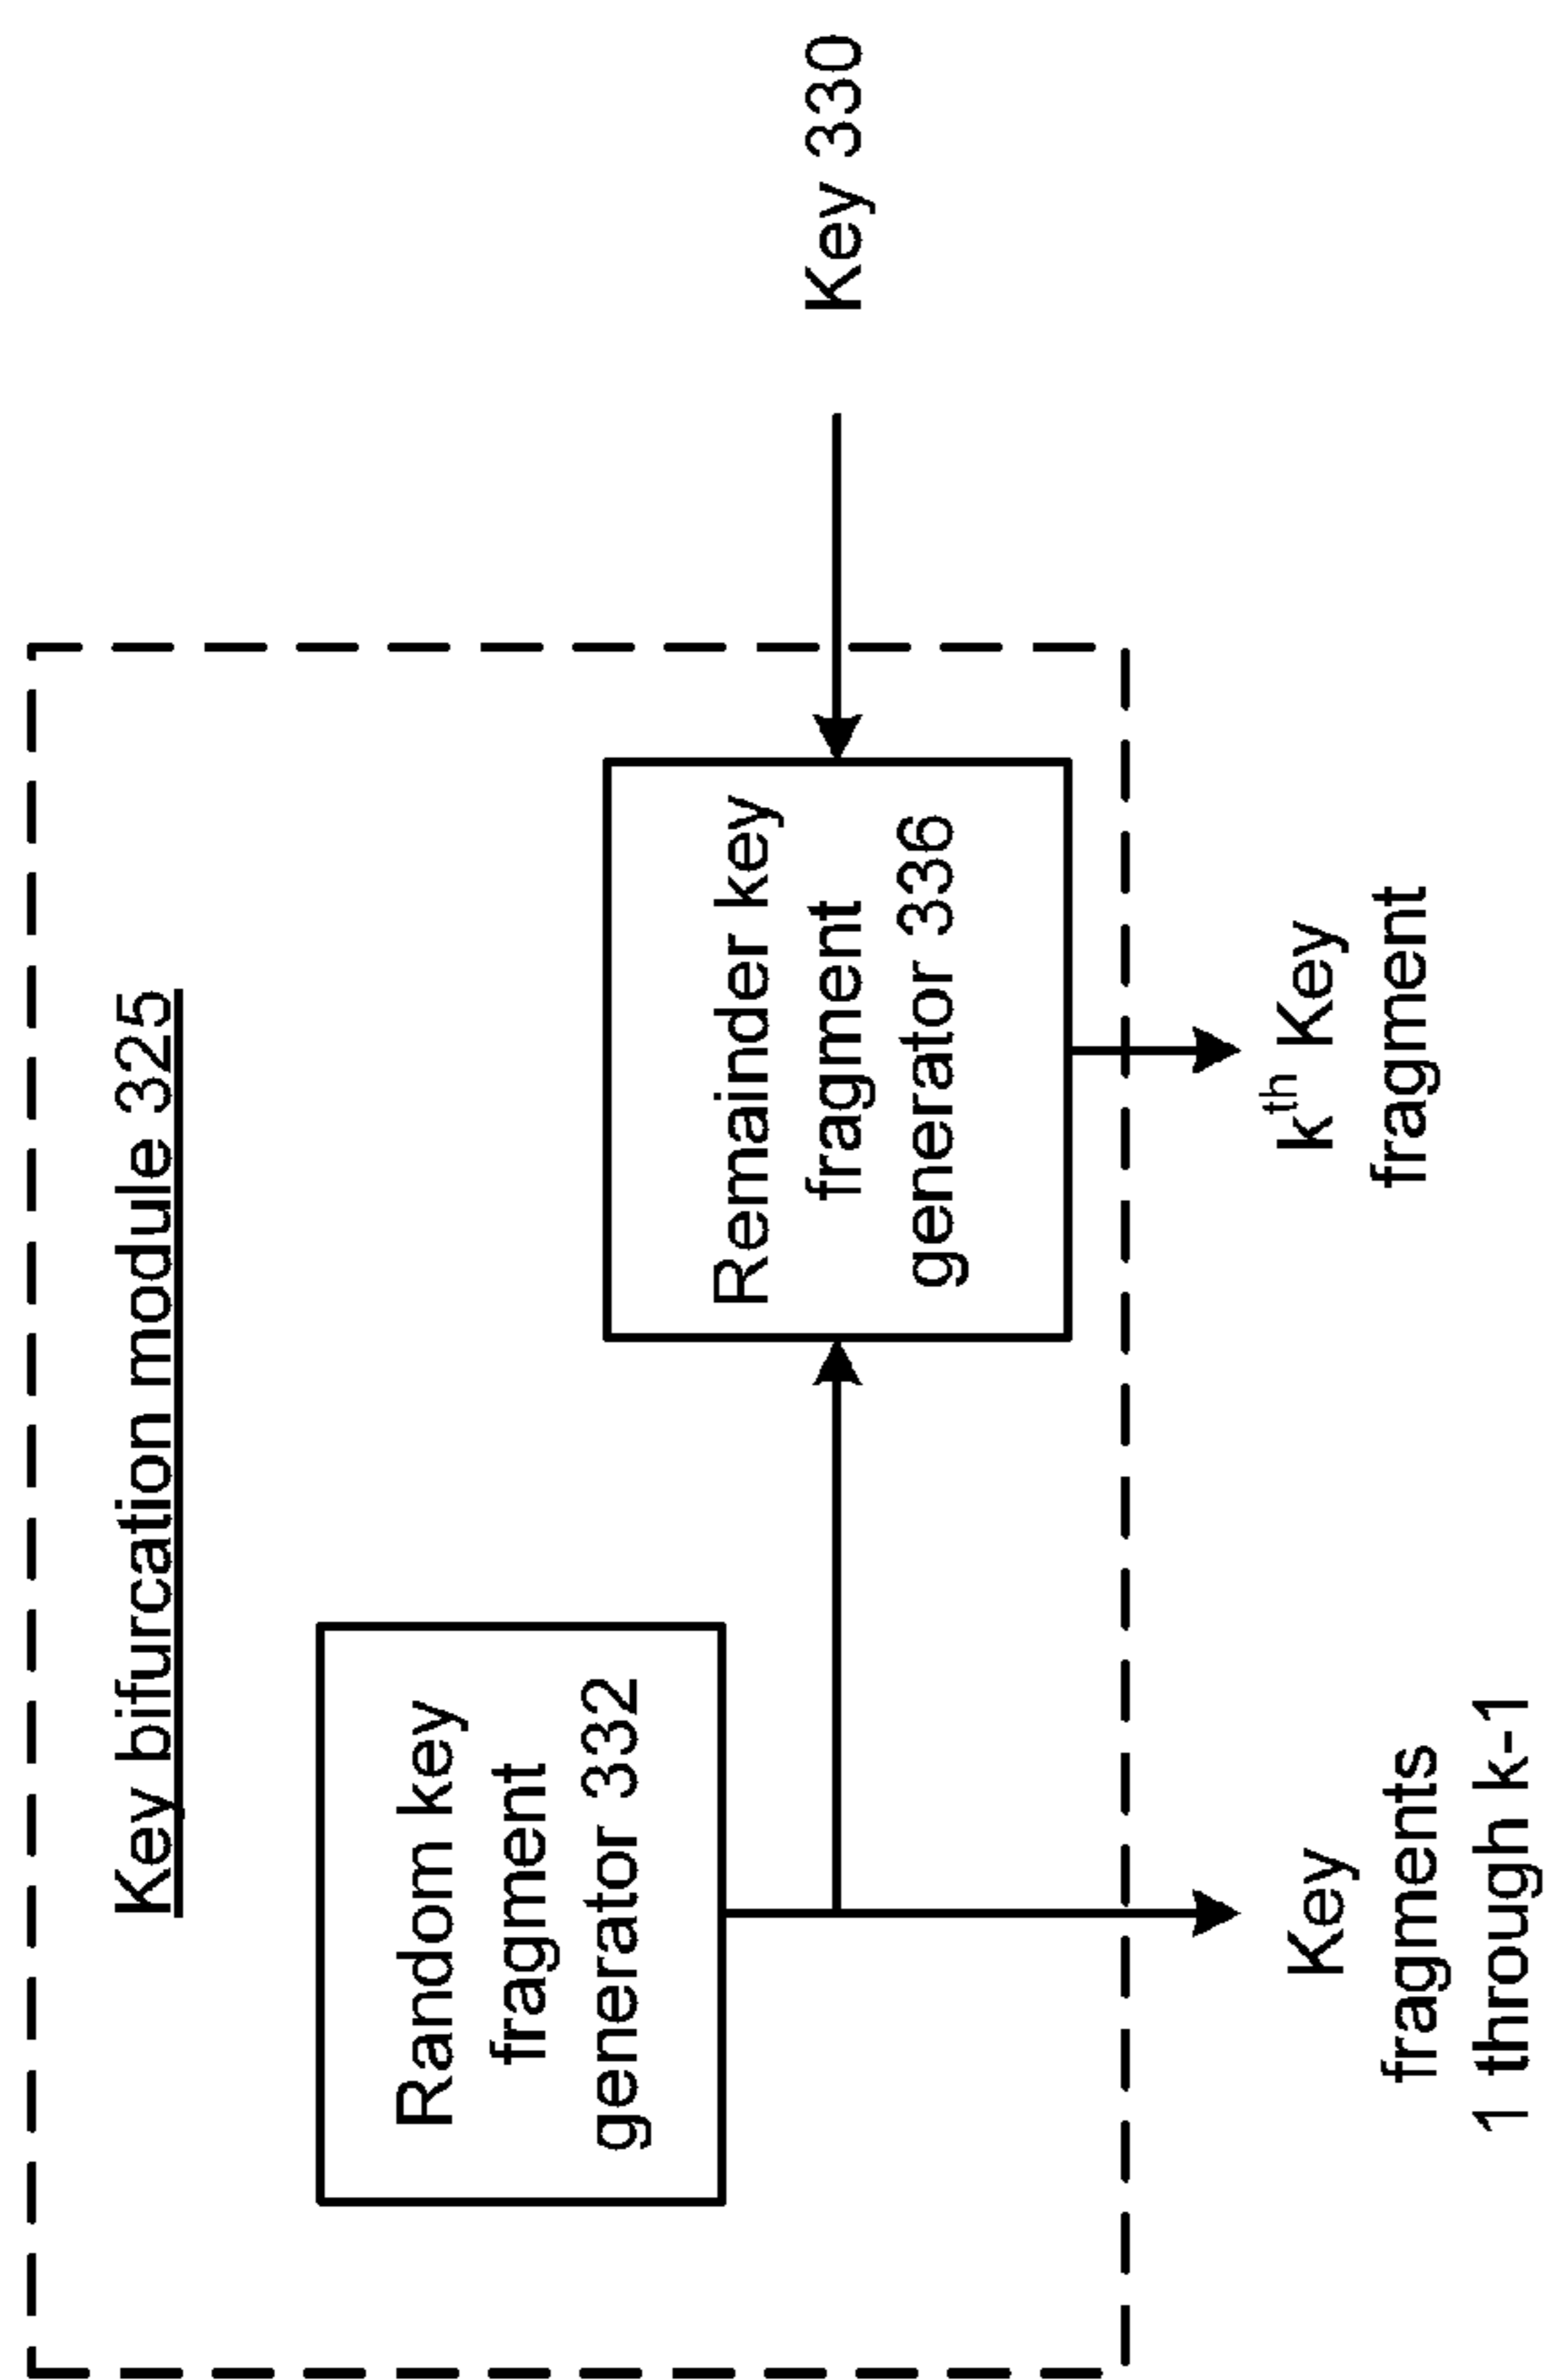 Key bifurcation module 325
Random key
fragment
generator 332
Remainder key
fragment
generator 336
Key 330
Key
fragments
1 through k-1
kth Key
fragment